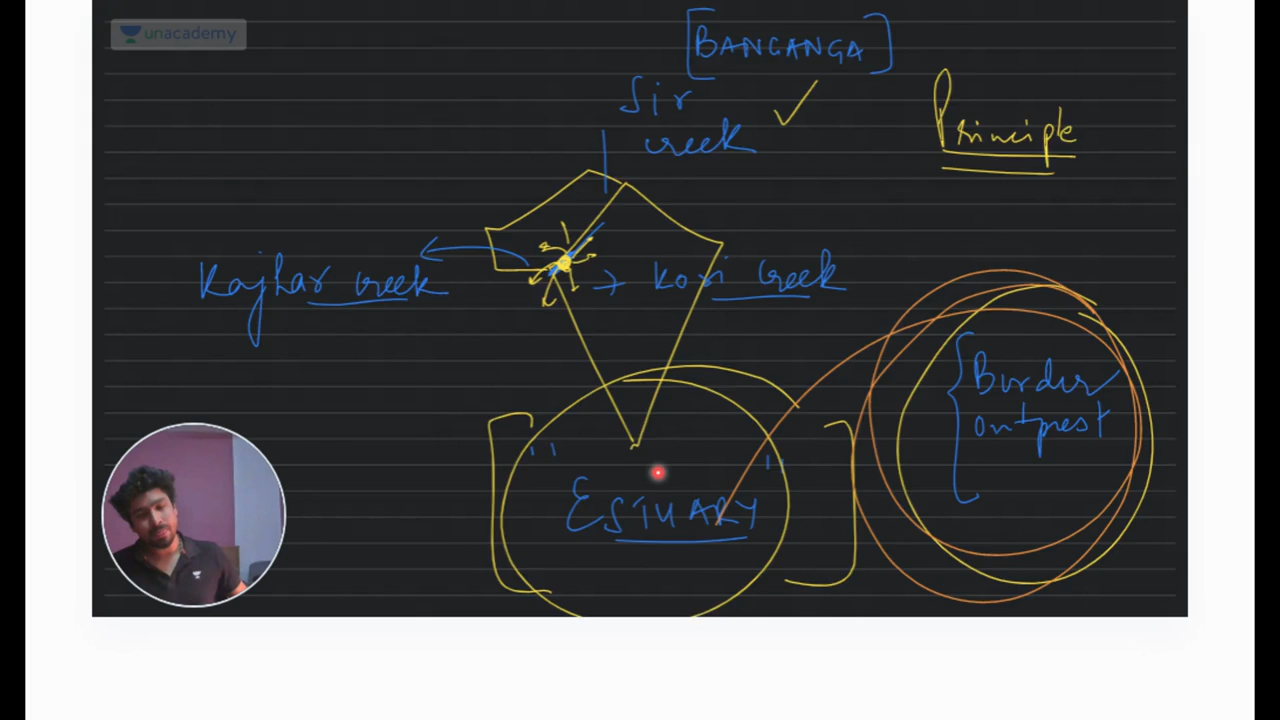 unacademy
[BANGANGA]
Sir
creek
Principle
Kajhar creek
→ Kori creek
Border
outpost
" ESTUARY "